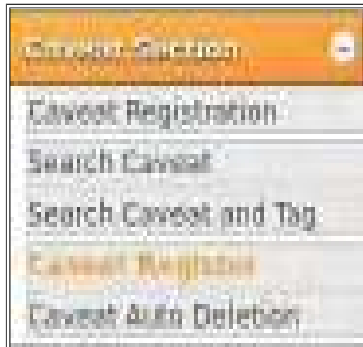 Caveat Section
Caveat Registration
Search Caveat
Search Caveat and Tag
Caveat Register
Caveat Auto Deletion